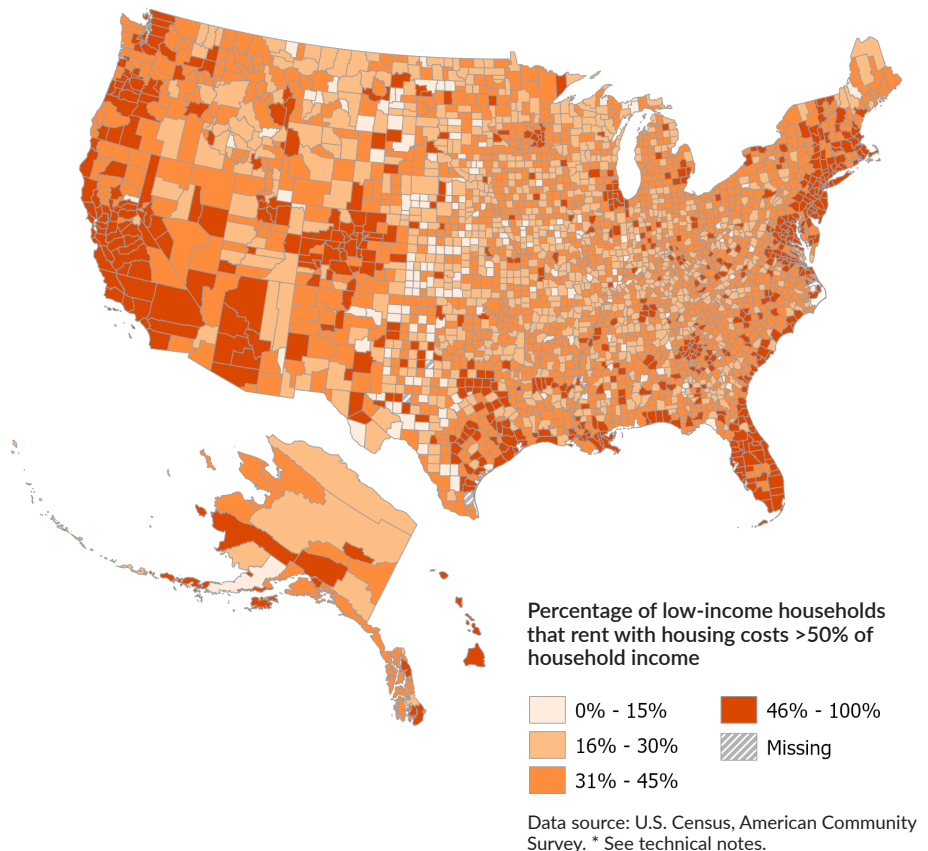 Percentage of low-income households
that rent with housing costs >50% of
household income
0% - 15%
16% - 30%
31% - 45%
46% - 100%
Missing
Data source: U.S. Census, American Community
Survey. * See technical notes.